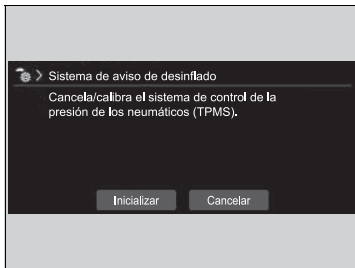 Sistema de aviso de desinflado
Cancela/calibra el sistema de control de la
presión de los neumáticos (TPMS).
Inicializar
Cancelar